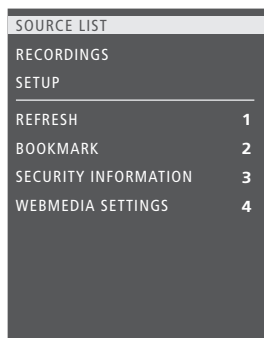 SOURCE LIST
RECORDINGS
SETUP
REFRESH 1
BOOKMARK 2
SECURITY INFORMATION 3
WEBMEDIA SETTINGS 4